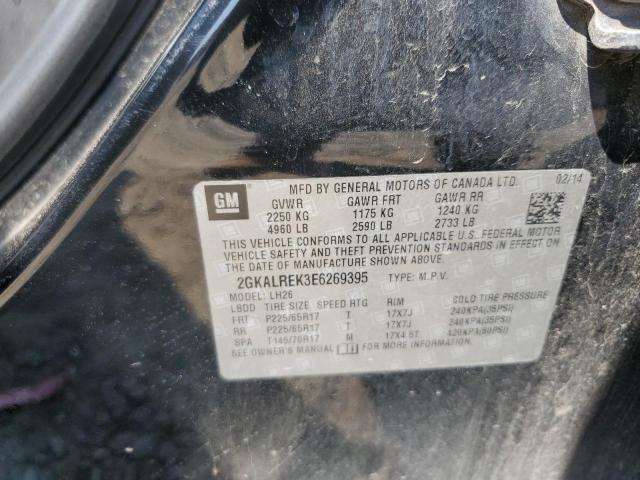 GM
MFD BY GENERAL MOTORS OF CANADA LTD. 02/14
GVWR GAWR FRT GAWR RR
2250 KG 1175 KG 1240 KG
4960 LB 2590 LB 2733 LB
THIS VEHICLE CONFORMS TO ALL APPLICABLE U.S. FEDERAL MOTOR
VEHICLE SAFETY AND THEFT PREVENTION STANDARDS IN EFFECT ON
THE DATE OF MANUFACTURE SHOWN ABOVE.
2GKALREK3E6269395 TYPE: M.P.V.
MODEL: LH26
LBDD TIRE SIZE SPEED RTG RIM COLD TIRE PRESSURE
FRT P225/65R17 T 17X7J 240KPA(35PSI)
RR P225/65R17 T 17X7J 240KPA(35PSI)
SPA T145/70R17 M 17X4.5T 420KPA(60PSI)
SEE OWNER'S MANUAL FOR MORE INFORMATION.